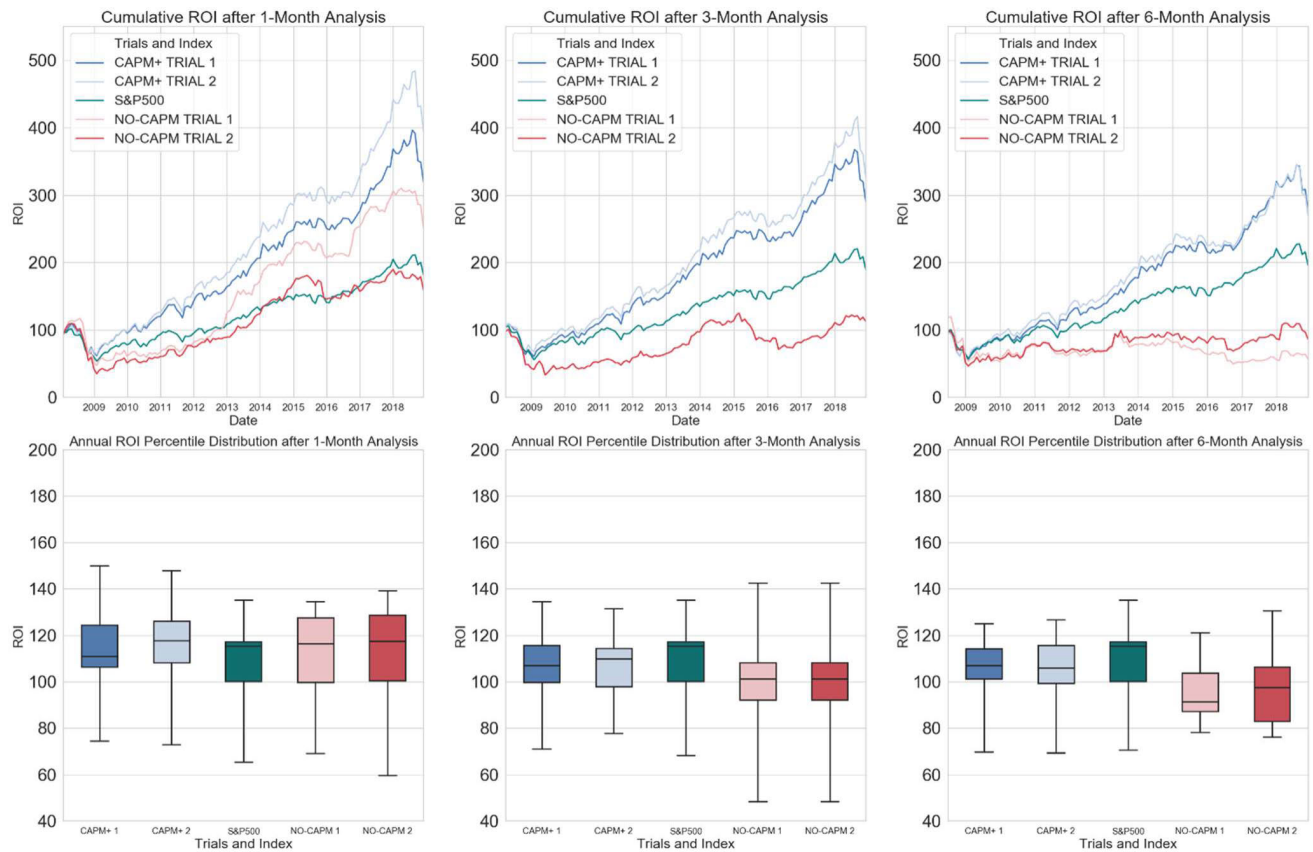 Cumulative ROI after 1-Month Analysis
Trials and Index
CAPM+ TRIAL 1
CAPM+ TRIAL 2
S&P500
NO-CAPM TRIAL 1
NO-CAPM TRIAL 2
500
400
300
200
100
0
ROI
2009 2010 2011 2012 2013 2014 2015 2016 2017 2018
Date
Cumulative ROI after 3-Month Analysis
Trials and Index
CAPM+ TRIAL 1
CAPM+ TRIAL 2
S&P500
NO-CAPM TRIAL 1
NO-CAPM TRIAL 2
500
400
300
200
100
0
ROI
2009 2010 2011 2012 2013 2014 2015 2016 2017 2018
Date
Cumulative ROI after 6-Month Analysis
Trials and Index
CAPM+ TRIAL 1
CAPM+ TRIAL 2
S&P500
NO-CAPM TRIAL 1
NO-CAPM TRIAL 2
500
400
300
200
100
0
ROI
2009 2010 2011 2012 2013 2014 2015 2016 2017 2018
Date
Annual ROI Percentile Distribution after 1-Month Analysis
200
180
160
140
120
100
80
60
40
ROI
CAPM+ 1 CAPM+ 2 S&P500 NO-CAPM 1 NO-CAPM 2
Trials and Index
Annual ROI Percentile Distribution after 3-Month Analysis
200
180
160
140
120
100
80
60
40
ROI
CAPM+ 1 CAPM+ 2 S&P500 NO-CAPM 1 NO-CAPM 2
Trials and Index
Annual ROI Percentile Distribution after 6-Month Analysis
200
180
160
140
120
100
80
60
40
ROI
CAPM+ 1 CAPM+ 2 S&P500 NO-CAPM 1 NO-CAPM 2
Trials and Index